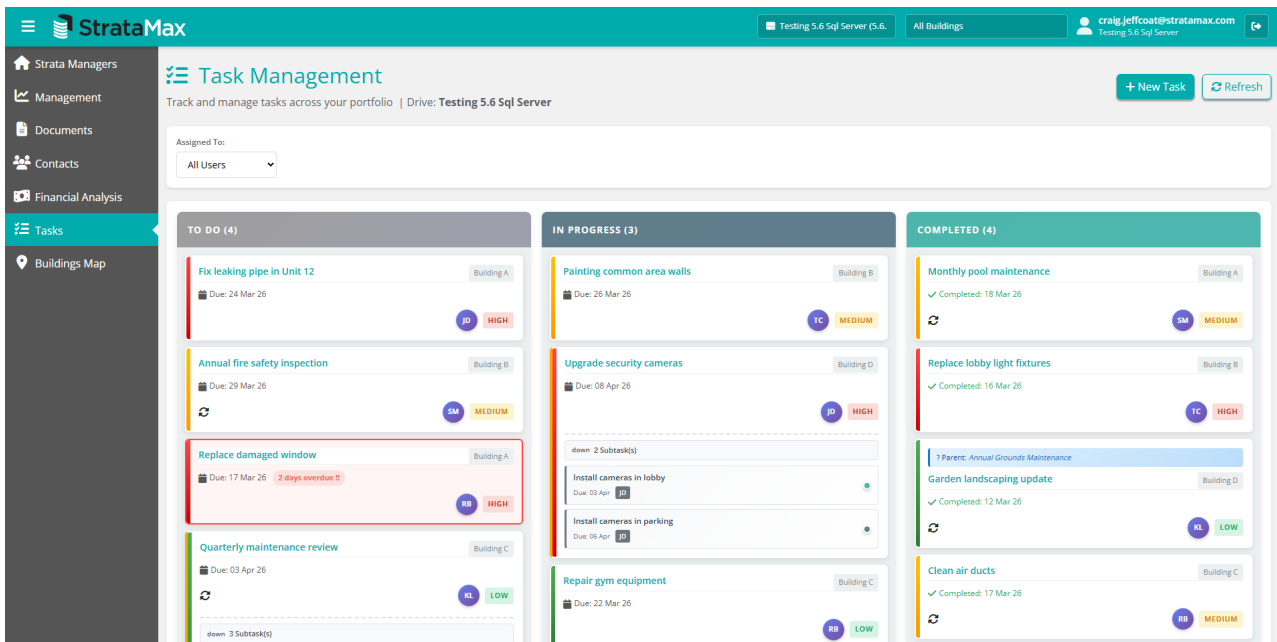 StrataMax
Testing 5.6 Sql Server (5.6.
All Buildings
craig.jeffcoat@stratamax.com
Testing 5.6 Sql Server
Strata Managers
Management
Documents
Contacts
Financial Analysis
Tasks
Buildings Map
Task Management
Track and manage tasks across your portfolio | Drive: Testing 5.6 Sql Server
+ New Task
Refresh
Assigned To:
All Users
TO DO (4)
Fix leaking pipe in Unit 12
Building A
Due: 24 Mar 26
JD HIGH
Annual fire safety inspection
Building B
Due: 29 Mar 26
SM MEDIUM
Replace damaged window
Building A
Due: 17 Mar 26 2 days overdue !!
RB HIGH
Quarterly maintenance review
Building C
Due: 03 Apr 26
KL LOW
down 3 Subtask(s)
IN PROGRESS (3)
Painting common area walls
Building B
Due: 26 Mar 26
TC MEDIUM
Upgrade security cameras
Building D
Due: 08 Apr 26
JD HIGH
down 2 Subtask(s)
Install cameras in lobby
Due: 03 Apr JD
Install cameras in parking
Due: 06 Apr JD
Repair gym equipment
Building C
Due: 22 Mar 26
RB LOW
COMPLETED (4)
Monthly pool maintenance
Building A
Completed: 18 Mar 26
SM MEDIUM
Replace lobby light fixtures
Building B
Completed: 16 Mar 26
TC HIGH
? Parent: Annual Grounds Maintenance
Garden landscaping update
Building D
Completed: 12 Mar 26
KL LOW
Clean air ducts
Building C
Completed: 17 Mar 26
RB MEDIUM